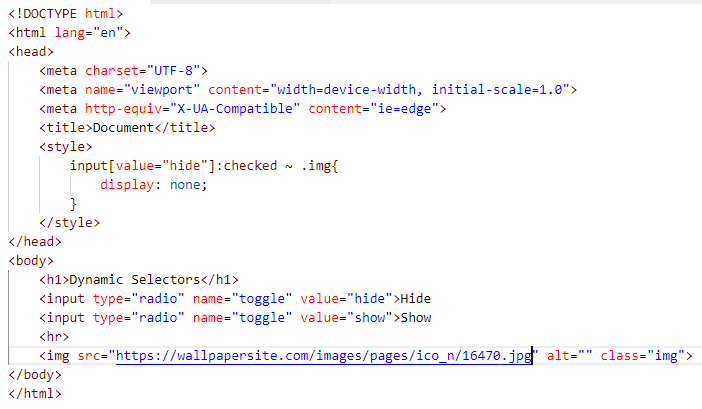 <!DOCTYPE html>
<html lang="en">
<head>
    <meta charset="UTF-8">
    <meta name="viewport" content="width=device-width, initial-scale=1.0">
    <meta http-equiv="X-UA-Compatible" content="ie=edge">
    <title>Document</title>
    <style>
        input[value="hide"]:checked ~ .img{
            display: none;
        }
    </style>
</head>
<body>
    <h1>Dynamic Selectors</h1>
    <input type="radio" name="toggle" value="hide">Hide
    <input type="radio" name="toggle" value="show">Show
    <hr>
    <img src="https://wallpapersite.com/images/pages/ico_n/16470.jpg" alt="" class="img">
</body>
</html>